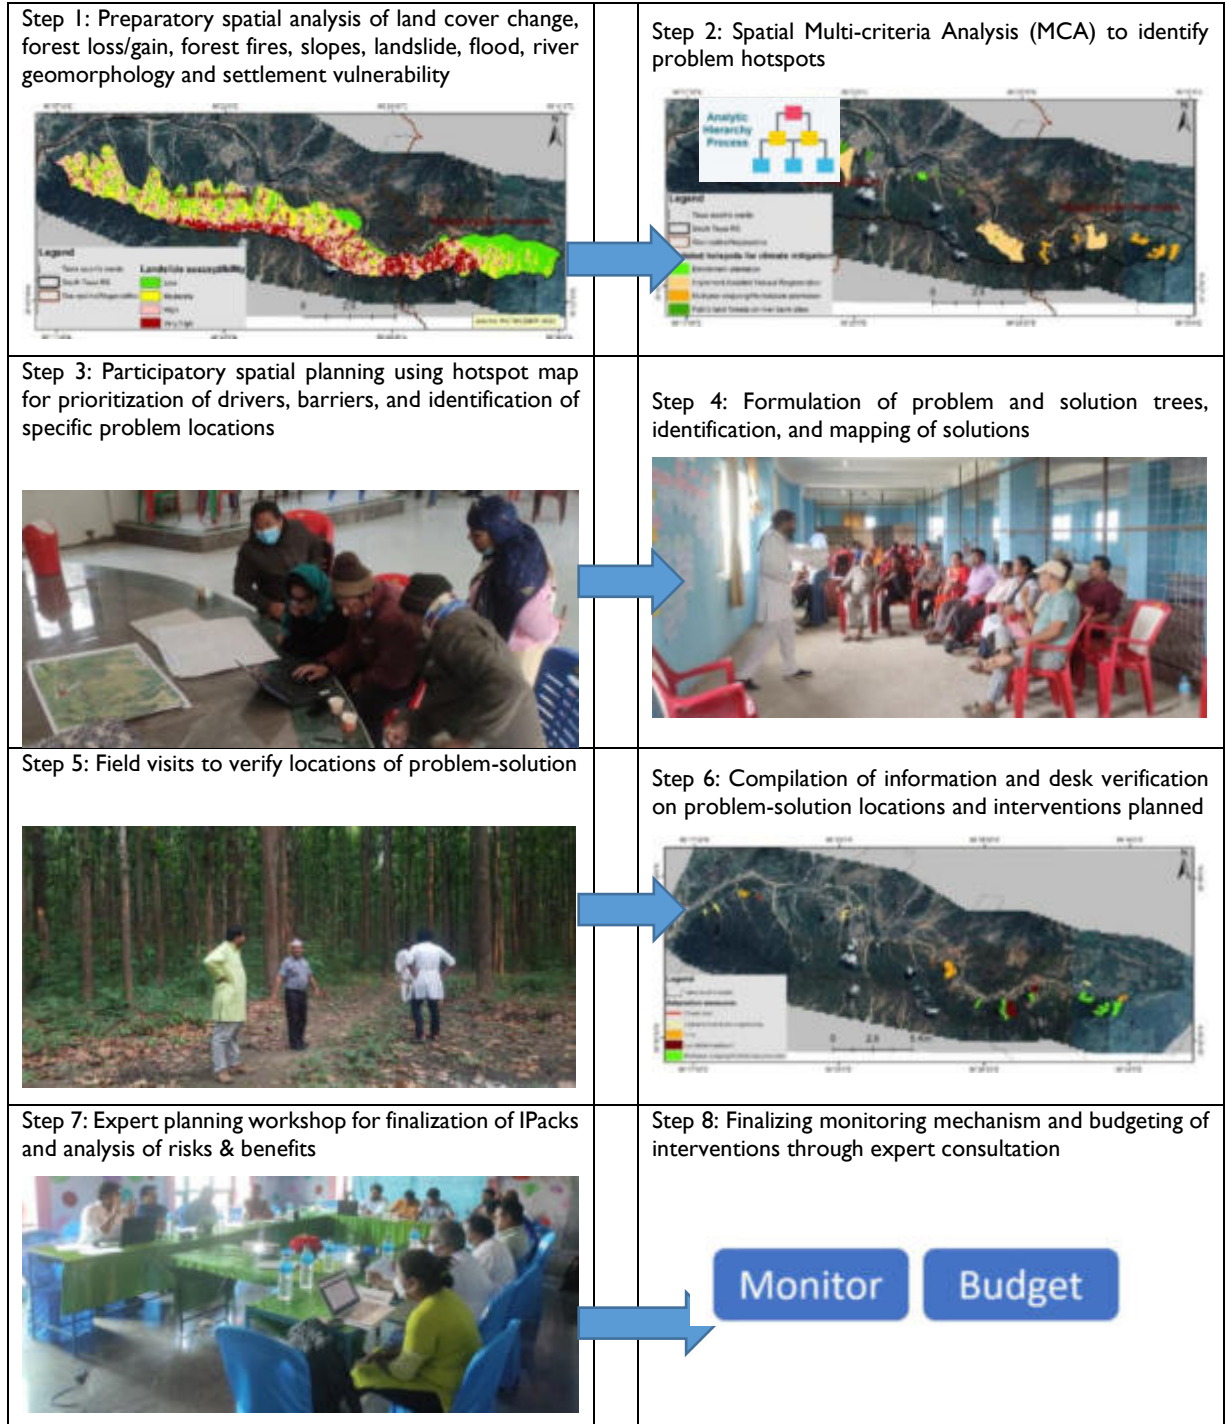 Step 1: Preparatory spatial analysis of land cover change,
forest loss/gain, forest fires, slopes, landslide, flood, river
geomorphology and settlement vulnerability
Legend
Low
Moderate
High
Very high
Step 2: Spatial Multi-criteria Analysis (MCA) to identify
problem hotspots
Analytic
Hierarchy
Process
Legend
Step 3: Participatory spatial planning using hotspot map
for prioritization of drivers, barriers, and identification of
specific problem locations
Step 4: Formulation of problem and solution trees,
identification, and mapping of solutions
Step 5: Field visits to verify locations of problem-solution
Step 6: Compilation of information and desk verification
on problem-solution locations and interventions planned
Legend
Step 7: Expert planning workshop for finalization of IPacks
and analysis of risks & benefits
Step 8: Finalizing monitoring mechanism and budgeting of
interventions through expert consultation
Monitor
Budget